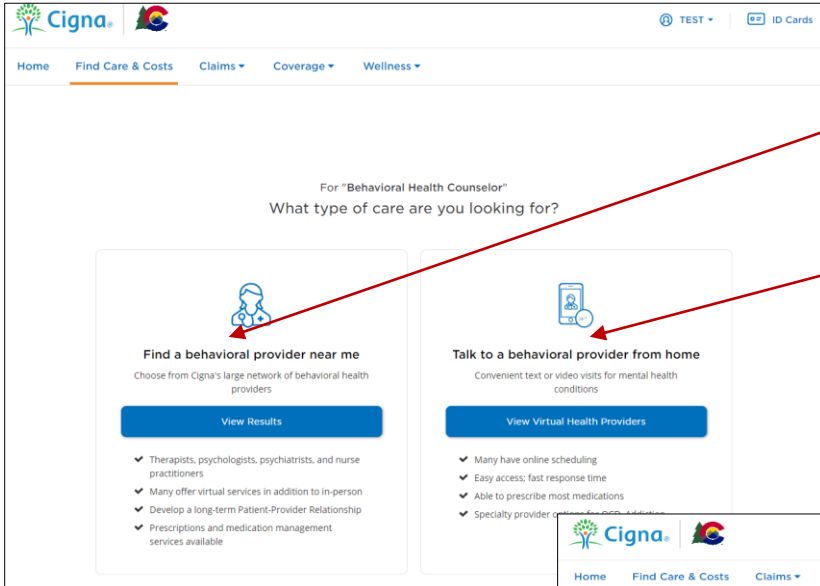 Cigna®
TEST
ID Cards
Home Find Care & Costs Claims Coverage Wellness
For "Behavioral Health Counselor"
What type of care are you looking for?
Find a behavioral provider near me
Choose from Cigna's large network of behavioral health
providers
View Results
✔ Therapists, psychologists, psychiatrists, and nurse
practitioners
✔ Many offer virtual services in addition to in-person
✔ Develop a long-term Patient-Provider Relationship
✔ Prescriptions and medication management
services available
Talk to a behavioral provider from home
Convenient text or video visits for mental health
conditions
View Virtual Health Providers
✔ Many have online scheduling
✔ Easy access; fast response time
✔ Able to prescribe most medications
✔ Specialty provider options for OCD, Addiction
Cigna®
Home Find Care & Costs Claims